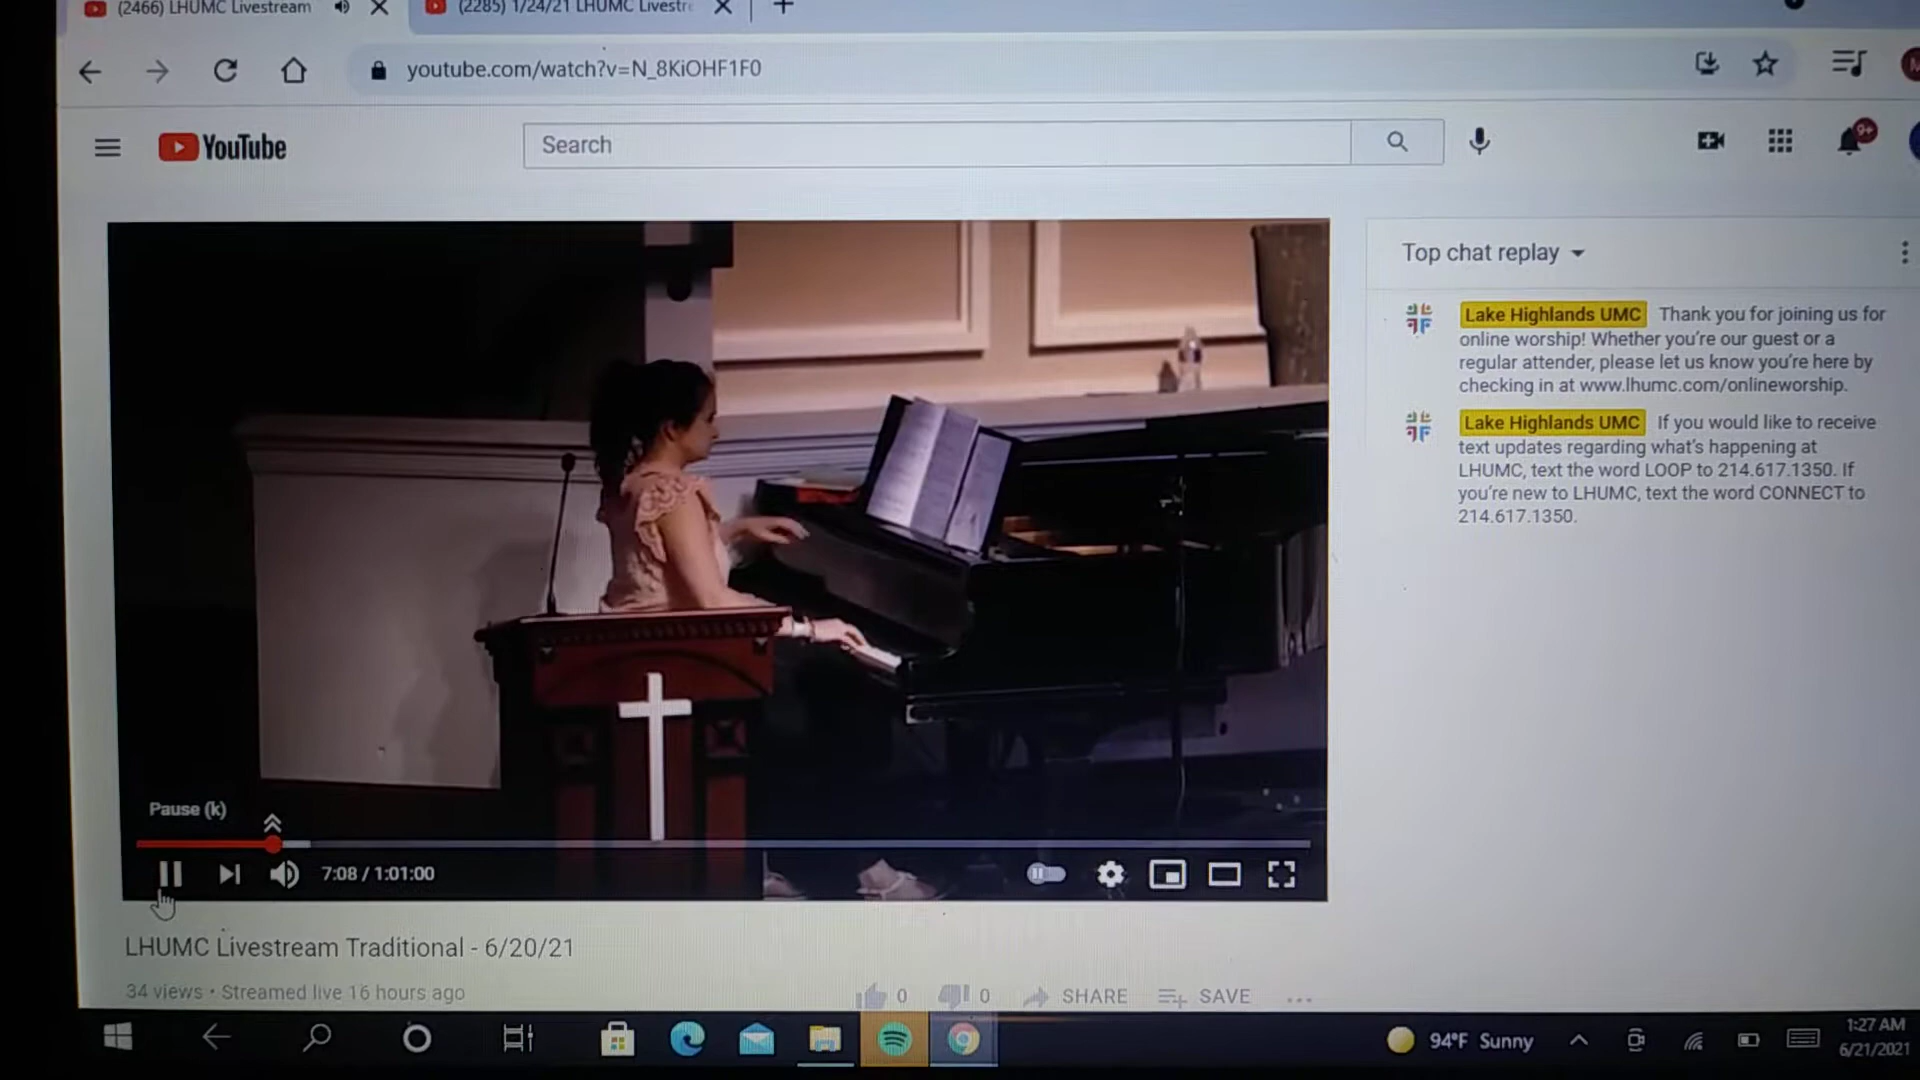 (2466) LHUMC Livestream
(2285) 1/24/21 LHUMC Livestr
youtube.com/watch?v=N_8KiOHF1F0
YouTube
Search
9+
Top chat replay
Lake Highlands UMC Thank you for joining us for
online worship! Whether you're our guest or a
regular attender, please let us know you're here by
checking in at www.lhumc.com/onlineworship.
Lake Highlands UMC If you would like to receive
text updates regarding what's happening at
LHUMC, text the word LOOP to 214.617.1350. If
you're new to LHUMC, text the word CONNECT to
214.617.1350.
Pause (k)
7:08 / 1:01:00
LHUMC Livestream Traditional - 6/20/21
34 views • Streamed live 16 hours ago
0
0
SHARE
SAVE
94°F Sunny
1:27 AM
6/21/2021